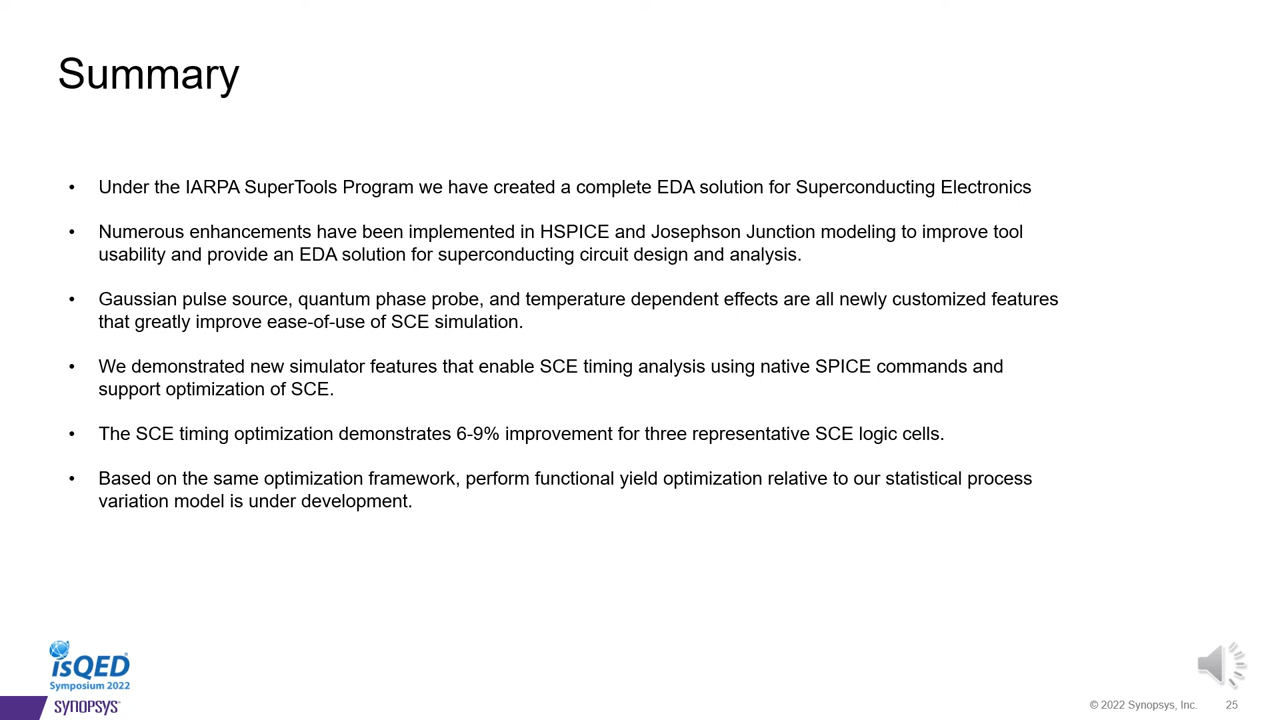 Summary
• Under the IARPA SuperTools Program we have created a complete EDA solution for Superconducting Electronics
• Numerous enhancements have been implemented in HSPICE and Josephson Junction modeling to improve tool
usability and provide an EDA solution for superconducting circuit design and analysis.
• Gaussian pulse source, quantum phase probe, and temperature dependent effects are all newly customized features
that greatly improve ease-of-use of SCE simulation.
• We demonstrated new simulator features that enable SCE timing analysis using native SPICE commands and
support optimization of SCE.
• The SCE timing optimization demonstrates 6-9% improvement for three representative SCE logic cells.
• Based on the same optimization framework, perform functional yield optimization relative to our statistical process
variation model is under development.
isQED
Symposium 2022
SYNOPSYS
© 2022 Synopsys, Inc. 25